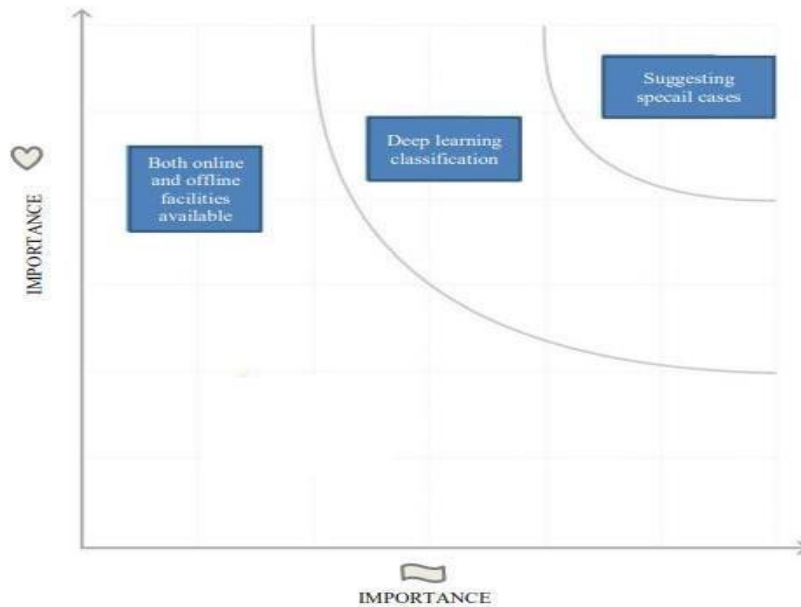 Suggesting
specail cases
Deep learning
classification
Both online
and offline
facilities
available
IMPORTANCE
IMPORTANCE